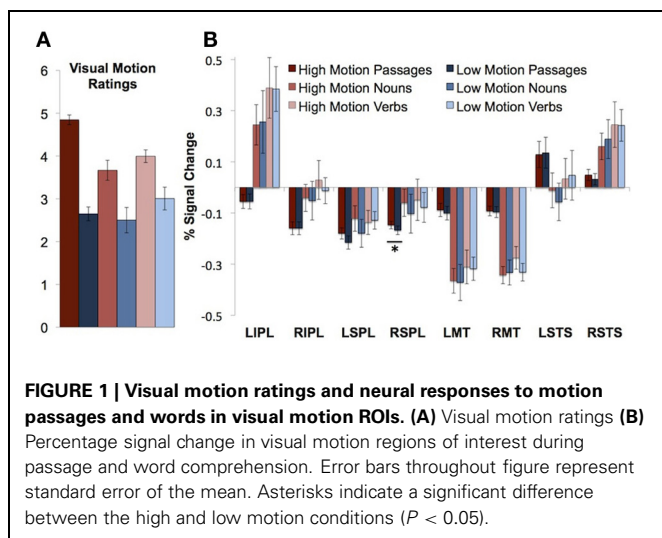 A
B
Visual Motion
Ratings
6
5
4
3
2
1
0
% Signal Change
0.5
0.3
0.1
-0.1
-0.3
-0.5
High Motion Passages
High Motion Nouns
High Motion Verbs
Low Motion Passages
Low Motion Nouns
Low Motion Verbs
*
LIPL RIPL LSPL RSPL LMT RMT LSTS RSTS
FIGURE 1 | Visual motion ratings and neural responses to motion
passages and words in visual motion ROIs. (A) Visual motion ratings (B)
Percentage signal change in visual motion regions of interest during
passage and word comprehension. Error bars throughout figure represent
standard error of the mean. Asterisks indicate a significant difference
between the high and low motion conditions (P < 0.05).